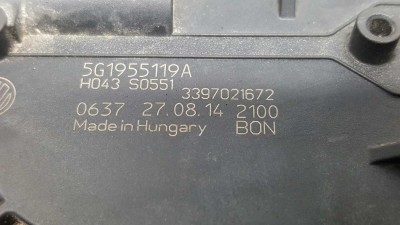 5G1955119A
H043 S0551
3397021672
0637 27.08.14 2100
Made in Hungary BON